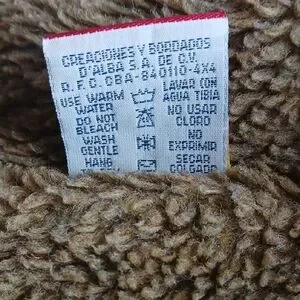 CREACIONES Y BORDADOS
D'ALBA S.A. DE C.V.
R.F.C. CBA-840110-4X4
USE WARM
WATER
DO NOT
BLEACH
WASH
GENTLE
HAND
LAVAR CON
AGUA TIBIA
NO USAR
CLORO
NO
EXPRIMIR
SECAR
COLGADO